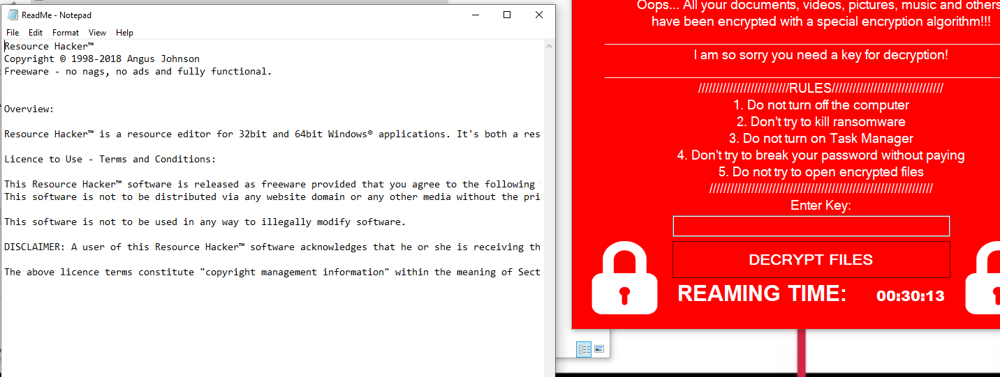 ReadMe - Notepad
File Edit Format View Help
Resource Hacker™
Copyright © 1998-2018 Angus Johnson
Freeware - no nags, no ads and fully functional.
Overview:
Resource Hacker™ is a resource editor for 32bit and 64bit Windows® applications. It's both a res
Licence to Use - Terms and Conditions:
This Resource Hacker™ software is released as freeware provided that you agree to the following
This software is not to be distributed via any website domain or any other media without the pri
This software is not to be used in any way to illegally modify software.
DISCLAIMER: A user of this Resource Hacker™ software acknowledges that he or she is receiving th
The above licence terms constitute "copyright management information" within the meaning of Sect
Oops... All your documents, videos, pictures, music and others
have been encrypted with a special encryption algorithm!!!
I am so sorry you need a key for decryption!
//////////////////////////RULES////////////////////////////////
1. Do not turn off the computer
2. Don't try to kill ransomware
3. Do not turn on Task Manager
4. Don't try to break your password without paying
5. Do not try to open encrypted files
////////////////////////////////////////////////////////////////
Enter Key:
DECRYPT FILES
REAMING TIME: 00:30:13